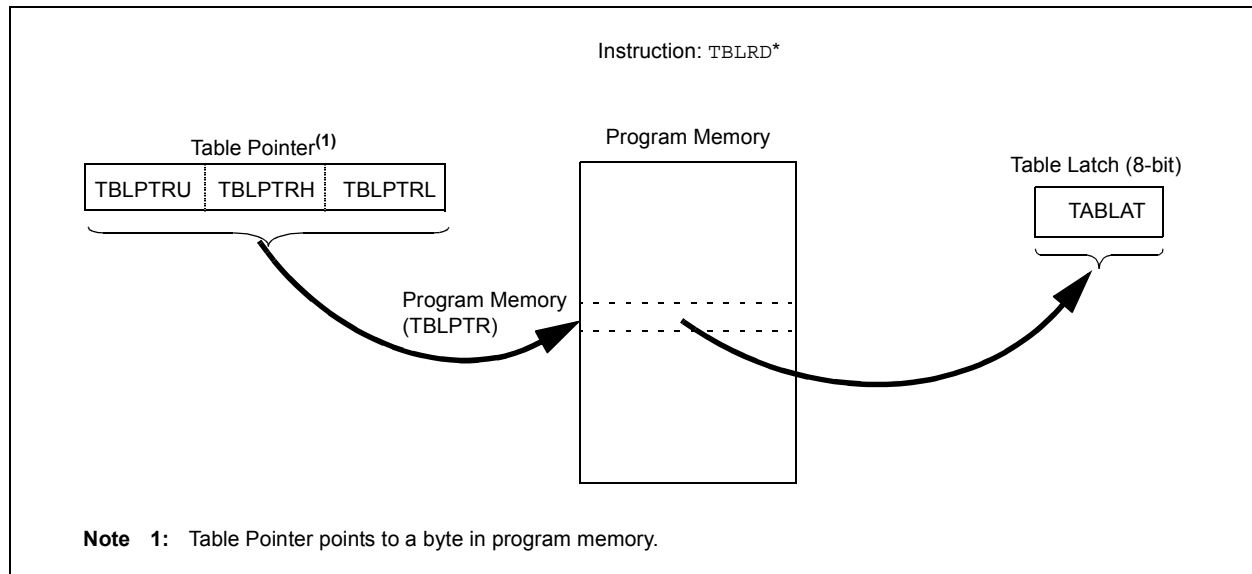 Instruction: TBLRD*
Table Pointer(1)
TBLPTRU TBLPTRH TBLPTRL
Program Memory
Table Latch (8-bit)
TABLAT
Program Memory
(TBLPTR)
Note 1: Table Pointer points to a byte in program memory.